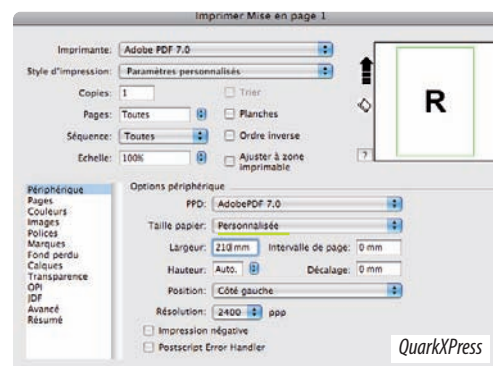 Imprimer Mise en page 1
Imprimante: Adobe PDF 7.0
Style d'impression: Paramètres personnalisés
Copies: 1 Trier
Pages: Toutes Planches
Séquence: Toutes Ordre inverse
Echelle: 100% Ajuster à zone
imprimable
R
?
Périphérique
Pages
Couleurs
Images
Polices
Marques
Fond perdu
Calques
Transparence
OPI
JDF
Avancé
Résumé
Options périphérique
PPD: AdobePDF 7.0
Taille papier: Personnalisée
Largeur: 210 mm Intervalle de page: 0 mm
Hauteur: Auto. Décalage: 0 mm
Position: Côté gauche
Résolution: 2400 ppp
Impression négative
Postscript Error Handler
QuarkXPress